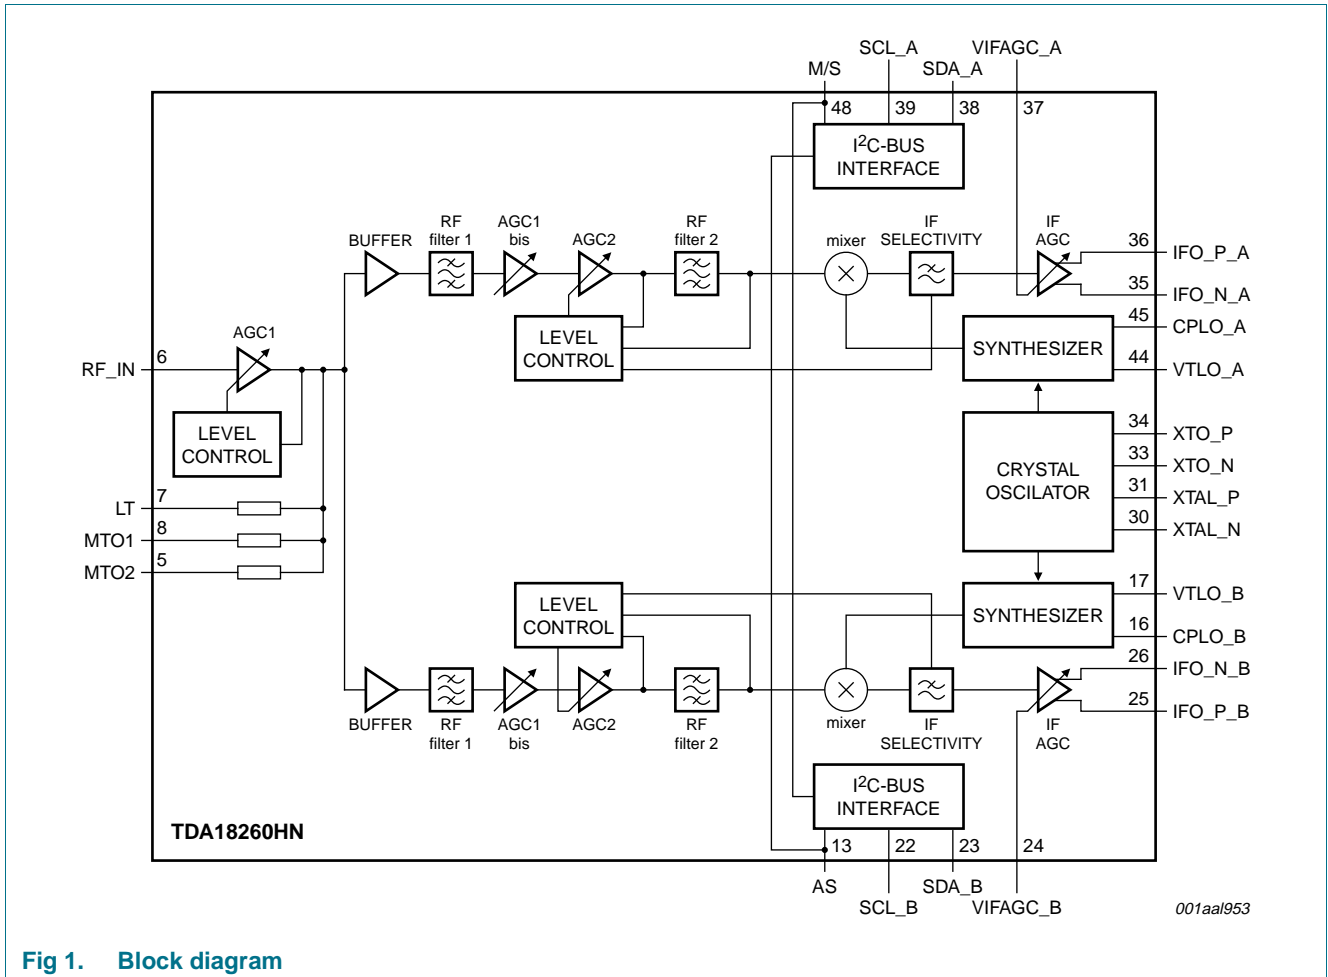 SCL_A VIFAGC_A
M/S SDA_A
48 39 38 37
I2C-BUS
INTERFACE
RF
filter 1
AGC1
bis
BUFFER
AGC2
RF
filter 2
mixer
IF
SELECTIVITY
IF
AGC
36 IFO_P_A
35 IFO_N_A
45 CPLO_A
44 VTLO_A
LEVEL
CONTROL
SYNTHESIZER
AGC1
RF_IN 6
LEVEL
CONTROL
LT 7
MTO1 8
MTO2 5
CRYSTAL
OSCILATOR
34 XTO_P
33 XTO_N
31 XTAL_P
30 XTAL_N
LEVEL
CONTROL
SYNTHESIZER
17 VTLO_B
16 CPLO_B
26 IFO_N_B
25 IFO_P_B
BUFFER
RF
filter 1
AGC1
bis
AGC2
RF
filter 2
mixer
IF
SELECTIVITY
IF
AGC
I2C-BUS
INTERFACE
TDA18260HN
13 22 23 24
AS SDA_B
SCL_B VIFAGC_B
001aal953
Fig 1. Block diagram